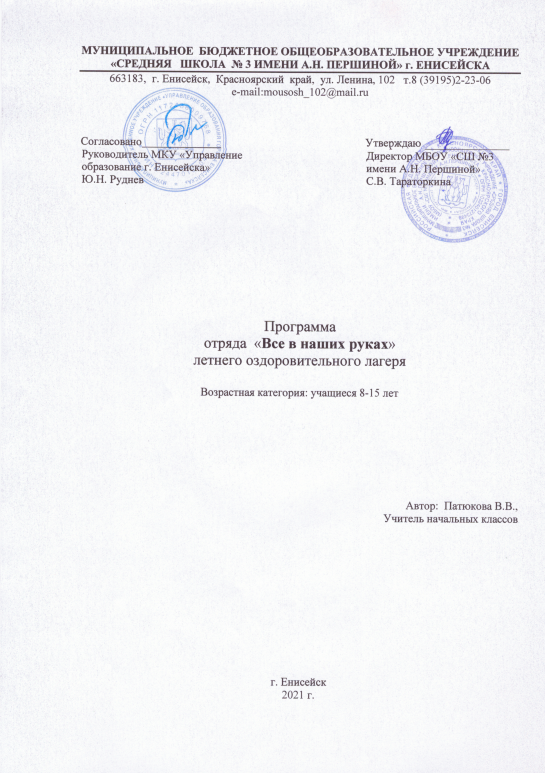 МУНИЦИПАЛЬНОЕ БЮДЖЕТНОЕ ОБЩЕОБРАЗОВАТЕЛЬНОЕ УЧРЕЖДЕНИЕ
«СРЕДНЯЯ ШКОЛА № 3 ИМЕНИ А.Н. ПЕРШИНОЙ» г. ЕНИСЕЙСКА
663183, г. Енисейск, Красноярский край, ул. Ленина, 102 т.8 (39195)2-23-06
e-mail:mousosh_102@mail.ru
Согласовано
Руководитель МКУ «Управление
образование г. Енисейска»
Ю.Н. Руднев
Утверждаю
Директор МБОУ «СШ №3
имени А.Н. Першиной»
С.В. Тараторкина
Программа
отряда «Все в наших руках»
летнего оздоровительного лагеря
Возрастная категория: учащиеся 8-15 лет
Автор: Патюкова В.В.,
Учитель начальных классов
г. Енисейск
2021 г.